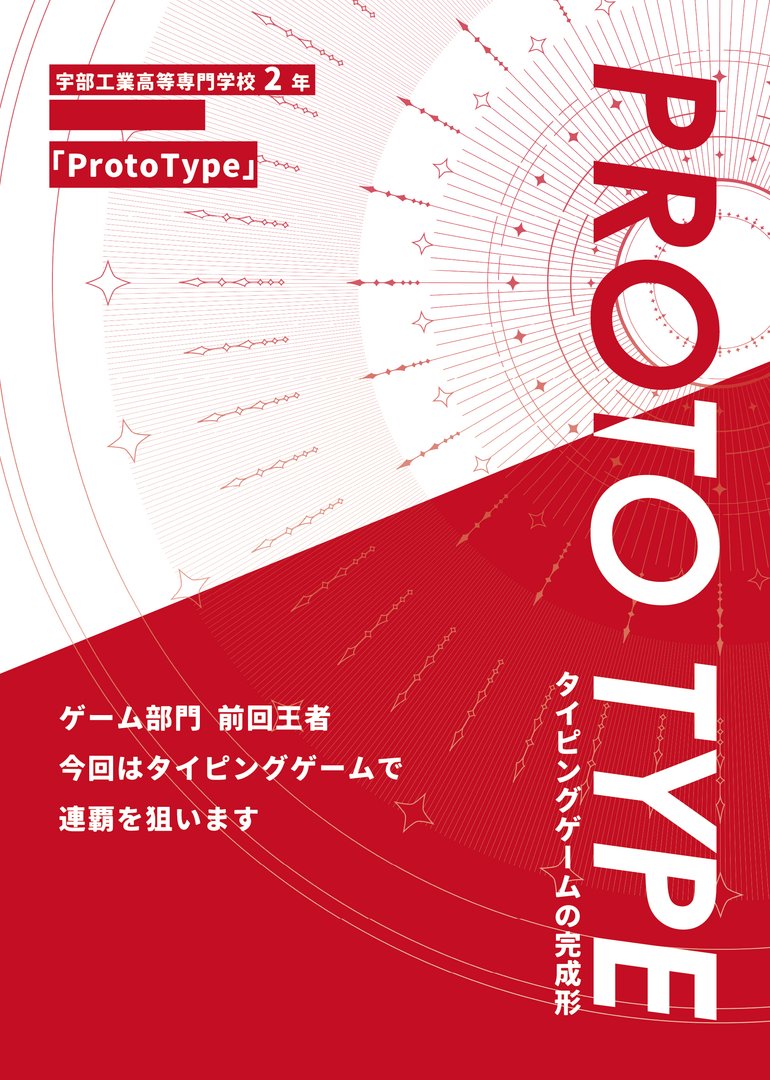 宇部工業高等専門学校 2 年
「ProtoType」
PROTO TYPE
タイピングゲームの完成形
ゲーム部門 前回王者
今回はタイピングゲームで
連覇を狙います